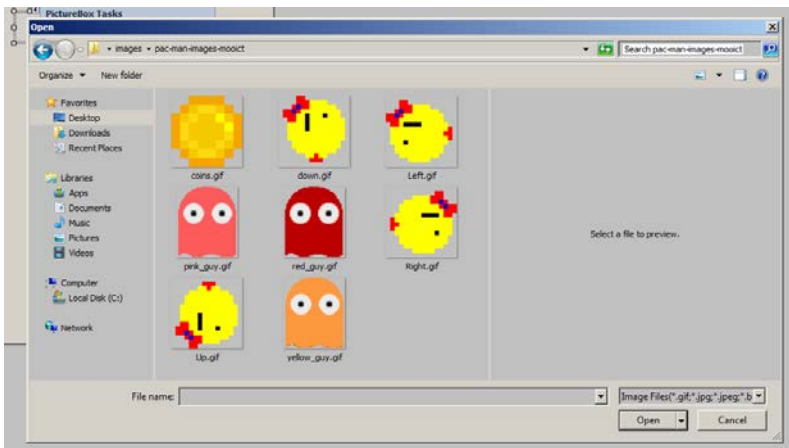 PictureBox Tasks
Open
images
pac-man-images-mooict
Search pac-man-images-mooict
Organize
New folder
Favorites
Desktop
Downloads
Recent Places
Libraries
Apps
Documents
Music
Pictures
Videos
Computer
Local Disk (C:)
Network
coins.gif
down.gif
Left.gif
pink_guy.gif
red_guy.gif
Right.gif
Up.gif
yellow_guy.gif
Select a file to preview.
File name:
Image Files(*.gif;*.jpg;*.jpeg;*.b
Open
Cancel